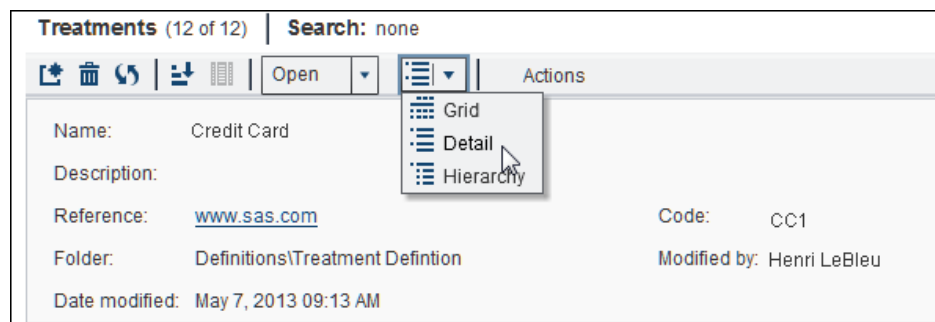 Treatments (12 of 12) Search: none
Open Actions
Grid
Detail
Hierarchy
Name: Credit Card
Description:
Reference: www.sas.com Code: CC1
Folder: Definitions\Treatment Defintion Modified by: Henri LeBleu
Date modified: May 7, 2013 09:13 AM